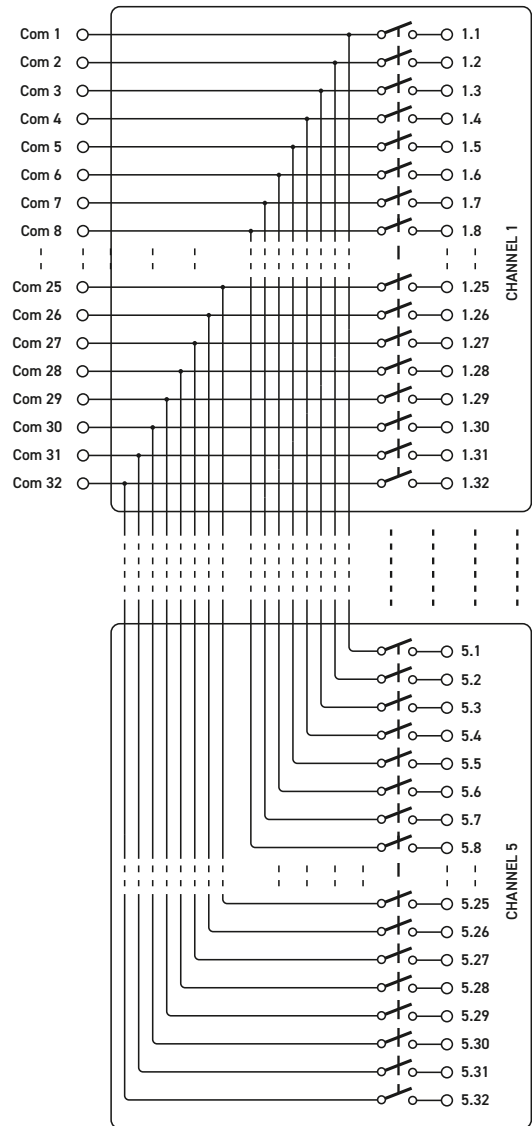 Com 1 1.1
Com 2 1.2
Com 3 1.3
Com 4 1.4
Com 5 1.5
Com 6 1.6
Com 7 1.7
Com 8 1.8
CHANNEL 1
Com 25 1.25
Com 26 1.26
Com 27 1.27
Com 28 1.28
Com 29 1.29
Com 30 1.30
Com 31 1.31
Com 32 1.32
5.1
5.2
5.3
5.4
5.5
5.6
5.7
5.8
CHANNEL 5
5.25
5.26
5.27
5.28
5.29
5.30
5.31
5.32